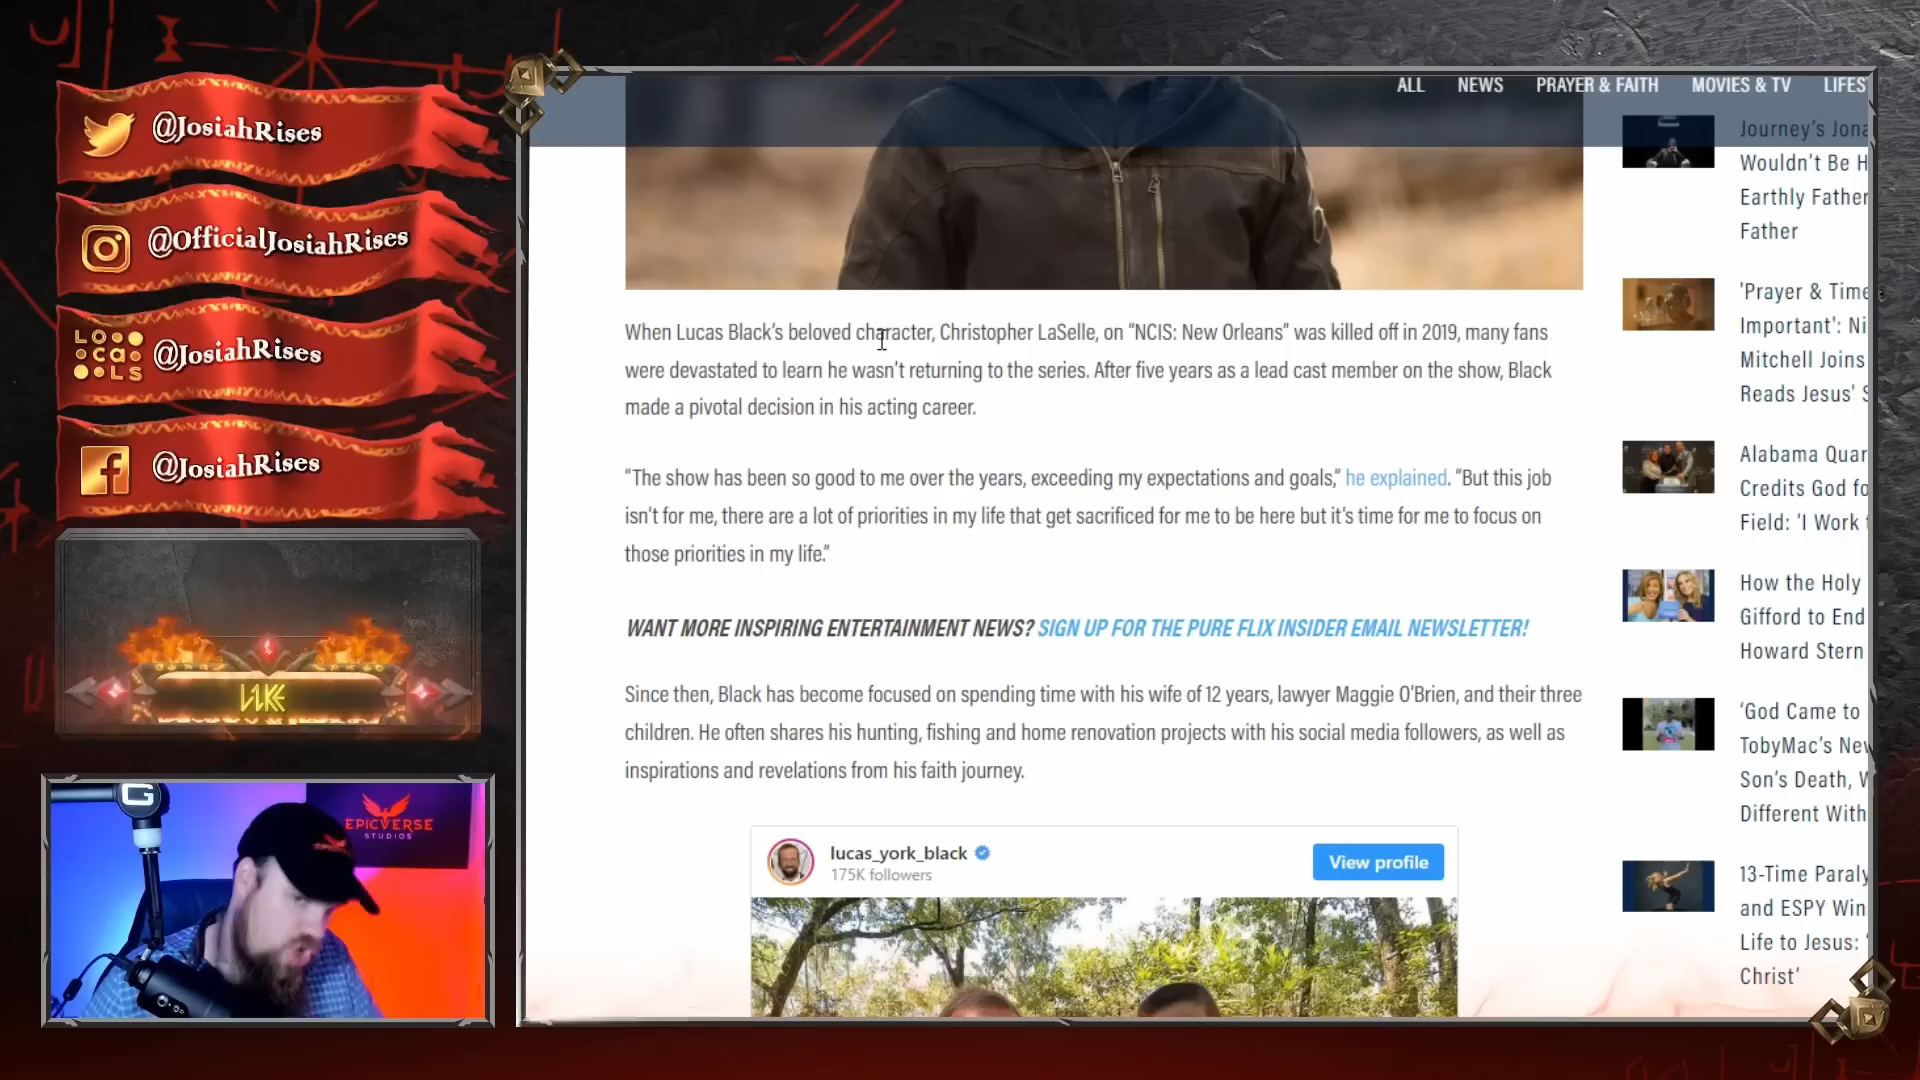 @JosiahRises
@OfficialJosiahRises
LO
ca
LS
@JosiahRises
@JosiahRises
LIKE
G
EPICVERSE
STUDIOS
ALL NEWS PRAYER & FAITH MOVIES & TV LIFES
When Lucas Black's beloved character, Christopher LaSelle, on “NCIS: New Orleans” was killed off in 2019, many fans
were devastated to learn he wasn't returning to the series. After five years as a lead cast member on the show, Black
made a pivotal decision in his acting career.
“The show has been so good to me over the years, exceeding my expectations and goals,” he explained. “But this job
isn't for me, there are a lot of priorities in my life that get sacrificed for me to be here but it's time for me to focus on
those priorities in my life.”
WANT MORE INSPIRING ENTERTAINMENT NEWS? SIGN UP FOR THE PURE FLIX INSIDER EMAIL NEWSLETTER!
Since then, Black has become focused on spending time with his wife of 12 years, lawyer Maggie O'Brien, and their three
children. He often shares his hunting, fishing and home renovation projects with his social media followers, as well as
inspirations and revelations from his faith journey.
lucas_york_black
175K followers
View profile
Journey's Jona
Wouldn't Be H
Earthly Father
Father
'Prayer & Time
Important': Ni
Mitchell Joins
Reads Jesus' S
Alabama Quar
Credits God fo
Field: 'I Work
How the Holy
Gifford to End
Howard Stern
'God Came to
TobyMac's New
Son's Death, W
Different With
13-Time Paraly
and ESPY Win
Life to Jesus: '
Christ'